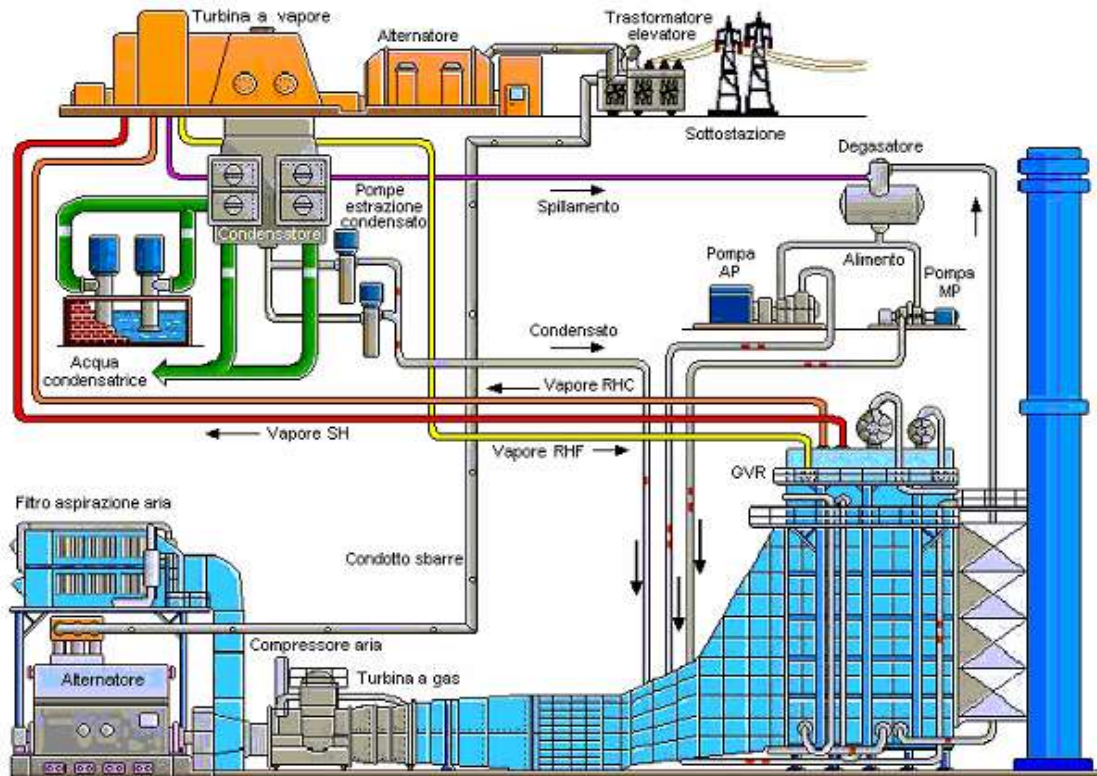 Turbina a vapore
Alternatore
Trasformatore
elevatore
Sottostazione
Degasatore
Pompe
estrazione
condensato
Spillamento
Condensatore
Pompa
AP
Alimento
Pompa
MP
Condensato
Acqua
condensatrice
Vapore RHC
Vapore SH
Vapore RHF
GVR
Filtro aspirazione aria
Condotto sbarre
Compressore aria
Turbina a gas
Alternatore